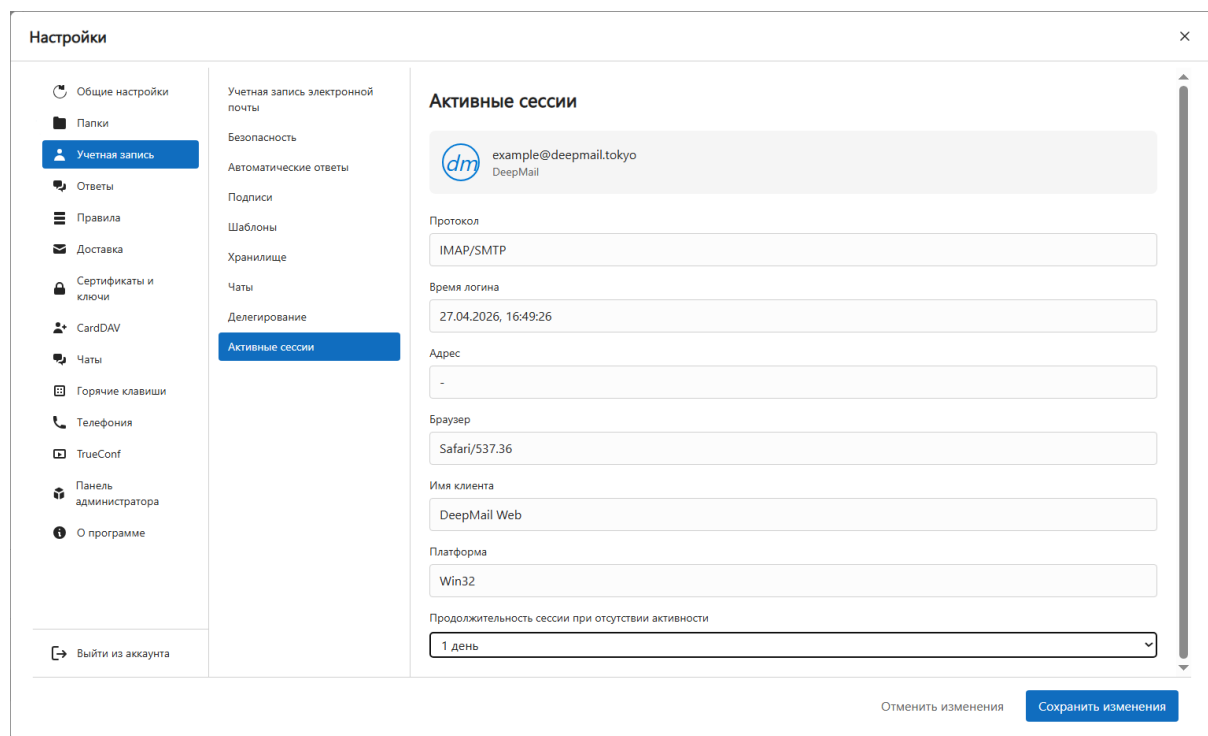 Настройки
Общие настройки
Папки
Учетная запись
Ответы
Правила
Доставка
Сертификаты и
ключи
CardDAV
Чаты
Горячие клавиши
Телефония
TrueConf
Панель
администратора
О программе
Выйти из аккаунта
Учетная запись электронной
почты
Безопасность
Автоматические ответы
Подписи
Шаблоны
Хранилище
Чаты
Делегирование
Активные сессии
Активные сессии
dm
example@deepmail.tokyo
DeepMail
Протокол
IMAP/SMTP
Время логина
27.04.2026, 16:49:26
Адрес
-
Браузер
Safari/537.36
Имя клиента
DeepMail Web
Платформа
Win32
Продолжительность сессии при отсутствии активности
1 день
Отменить изменения
Сохранить изменения